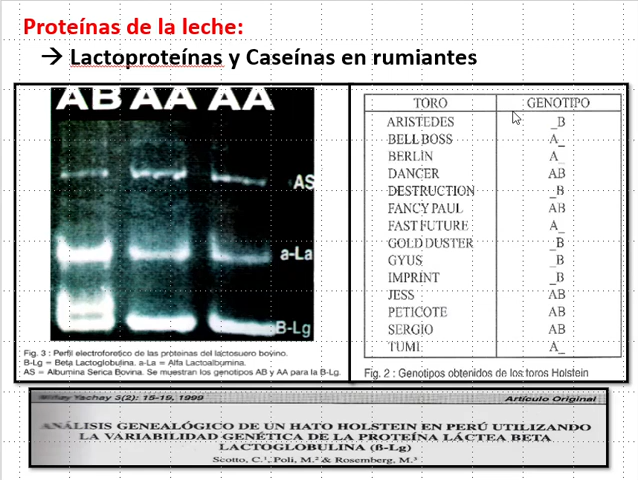 Proteínas de la leche:
→ Lactoproteínas y Caseínas en rumiantes
AB AA AA
AS
a-La
B-Lg
Fig. 3 : Perfil electroforetico de las proteinas del lactosuero bovino.
B-Lg = Beta Lactoglobulina. a-La = Alfa Lactoalbumina.
AS = Albumina Serica Bovina. Se muestran los genotipos AB y AA para la B-Lg.
TORO GENOTIPO
ARISTEDES _B
BELL BOSS A_
BERLIN A_
DANCER AB
DESTRUCTION _B
FANCY PAUL AB
FAST FUTURE A_
GOLD DUSTER _B
GYUS _B
IMPRINT _B
JESS AB
PETICOTE AB
SERGIO AB
TUMI A_
Fig. 2 : Genotipos obtenidos de los toros Holstein
Yachay 3(2): 15-19, 1999 Artículo Original
ANÁLISIS GENEALÓGICO DE UN HATO HOLSTEIN EN PERÚ UTILIZANDO
LA VARIABILIDAD GENÉTICA DE LA PROTEÍNA LÁCTEA BETA
LACTOGLOBULINA (ß-Lg)
Scotto, C.¹, Poli, M.² & Rosemberg, M.³